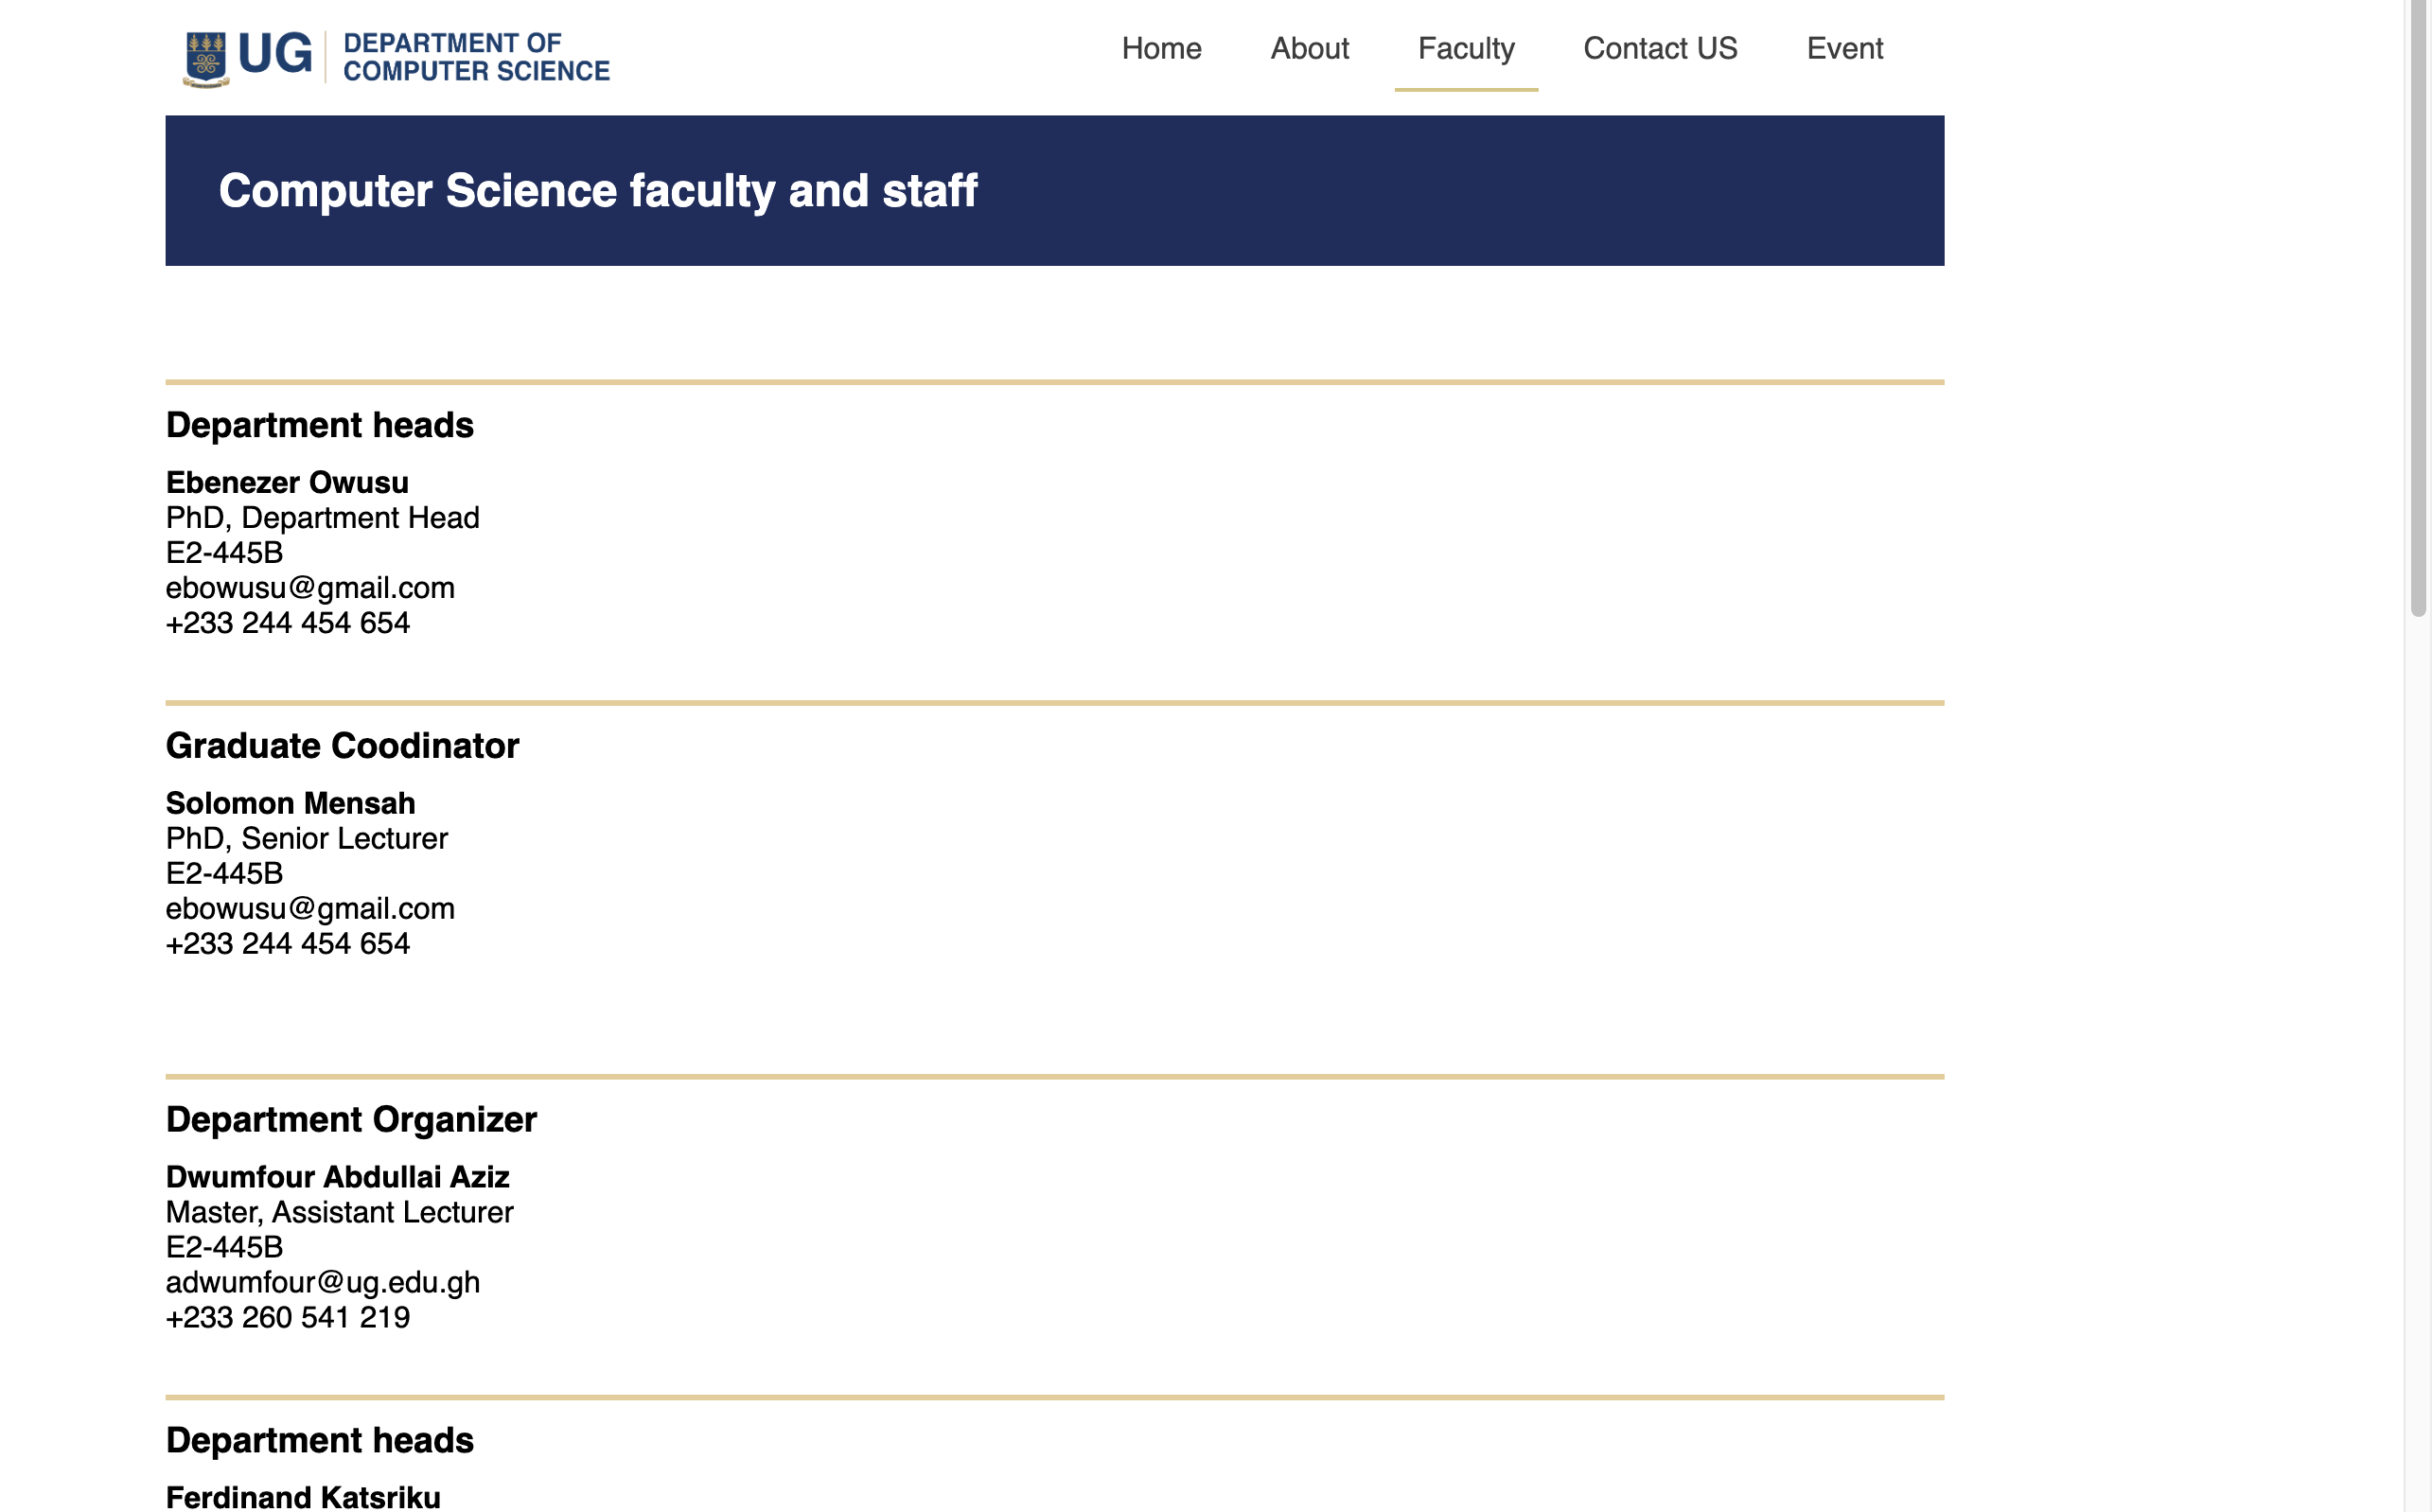 UG
DEPARTMENT OF
COMPUTER SCIENCE
Home About Faculty Contact US Event
Computer Science faculty and staff
Department heads
Ebenezer Owusu
PhD, Department Head
E2-445B
ebowusu@gmail.com
+233 244 454 654
Graduate Coodinator
Solomon Mensah
PhD, Senior Lecturer
E2-445B
ebowusu@gmail.com
+233 244 454 654
Department Organizer
Dwumfour Abdullai Aziz
Master, Assistant Lecturer
E2-445B
adwumfour@ug.edu.gh
+233 260 541 219
Department heads
Ferdinand Katsriku